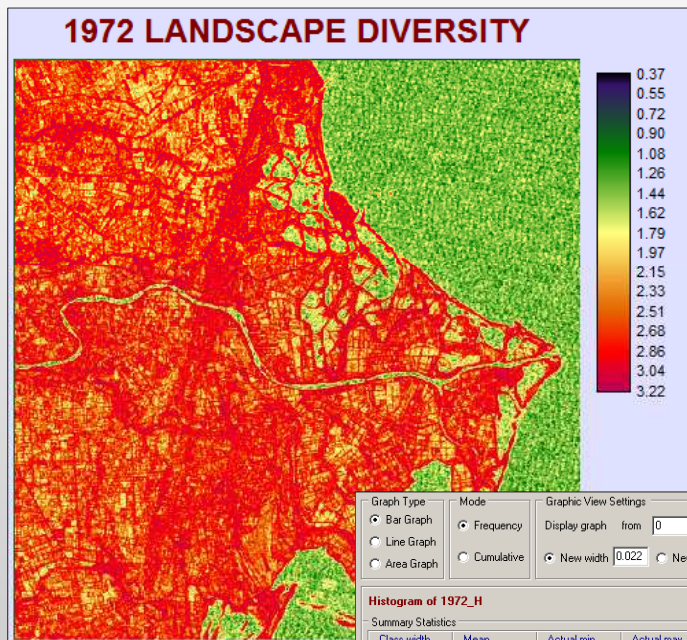 1972 LANDSCAPE DIVERSITY
0.37
0.55
0.72
0.90
1.08
1.26
1.44
1.62
1.79
1.97
2.15
2.33
2.51
2.68
2.86
3.04
3.22
Graph Type
Bar Graph
Line Graph
Area Graph
Mode
Frequency
Cumulative
Graphic View Settings
Display graph from 0
New width 0.022
Histogram of 1972_H
Summary Statistics
Class width Mean Actual min Actual max